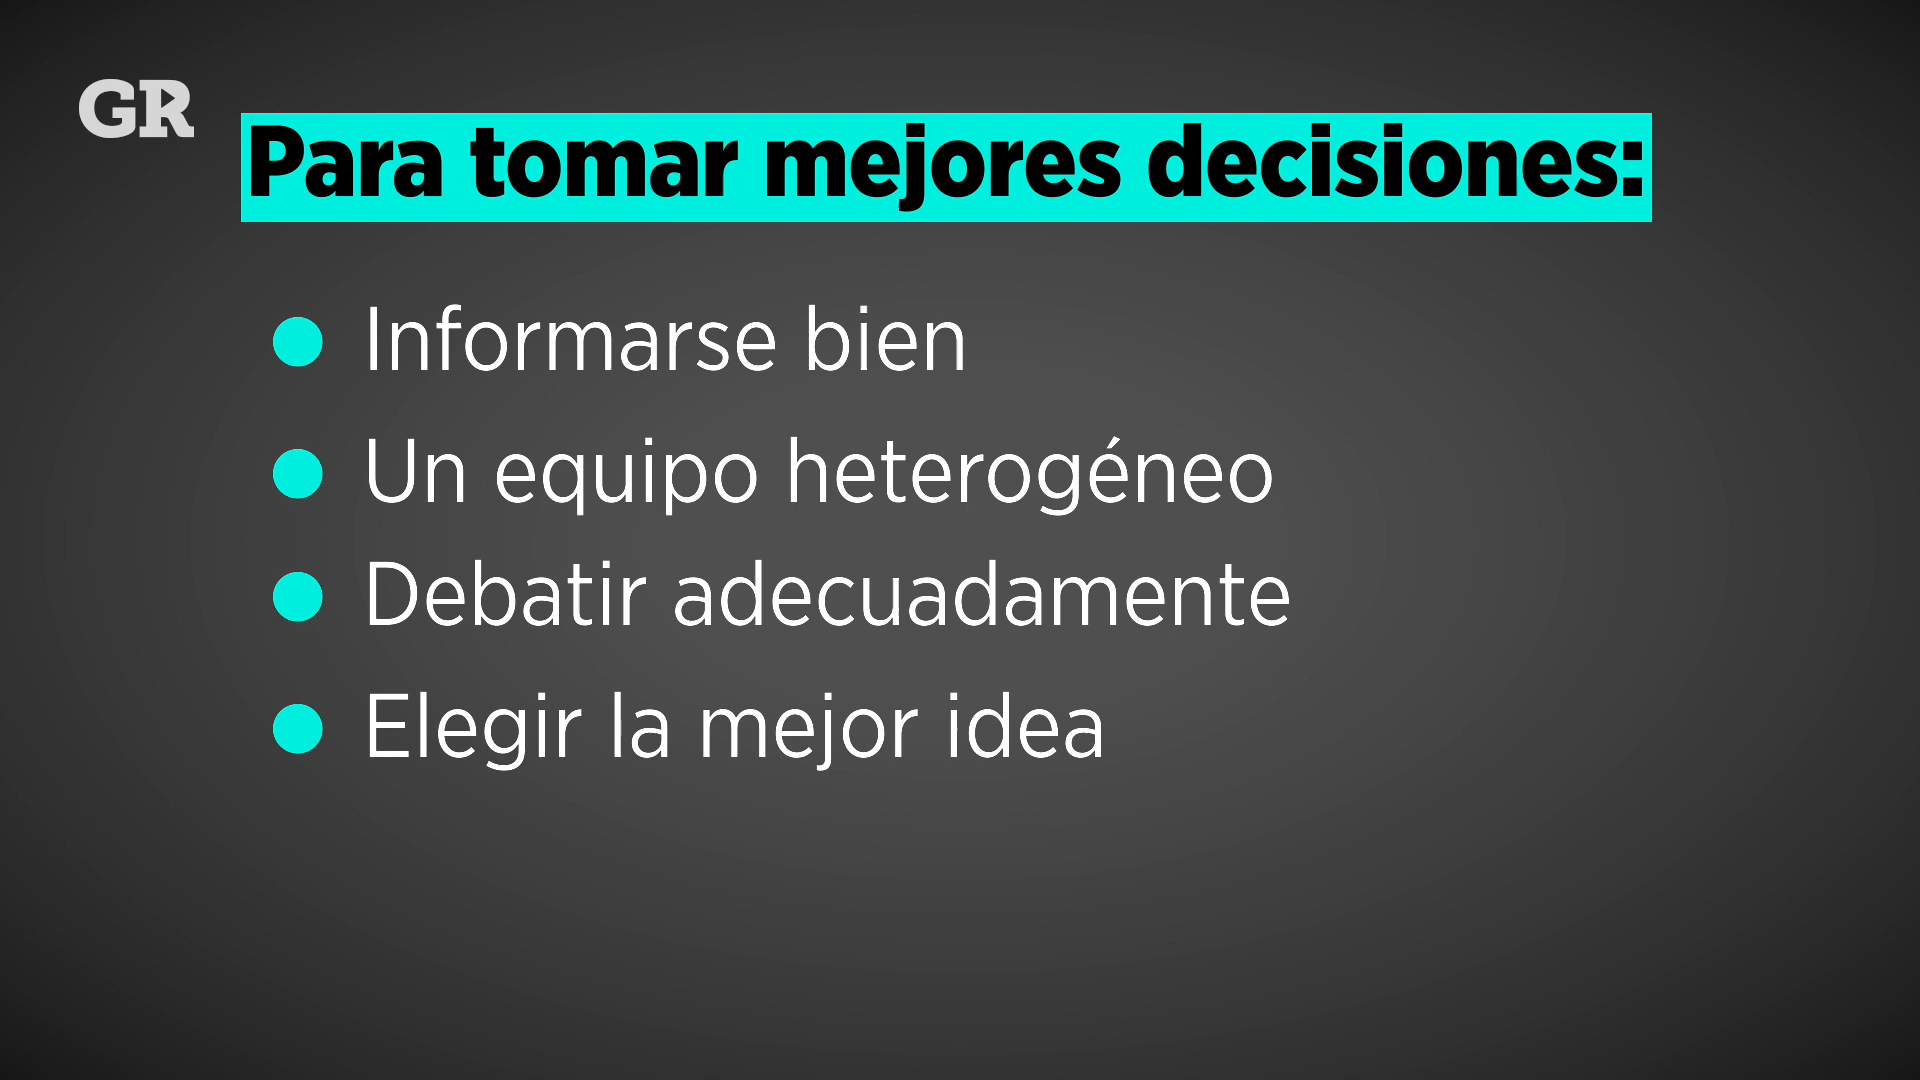 GR
Para tomar mejores decisiones:
Informarse bien
Un equipo heterogéneo
Debatir adecuadamente
Elegir la mejor idea